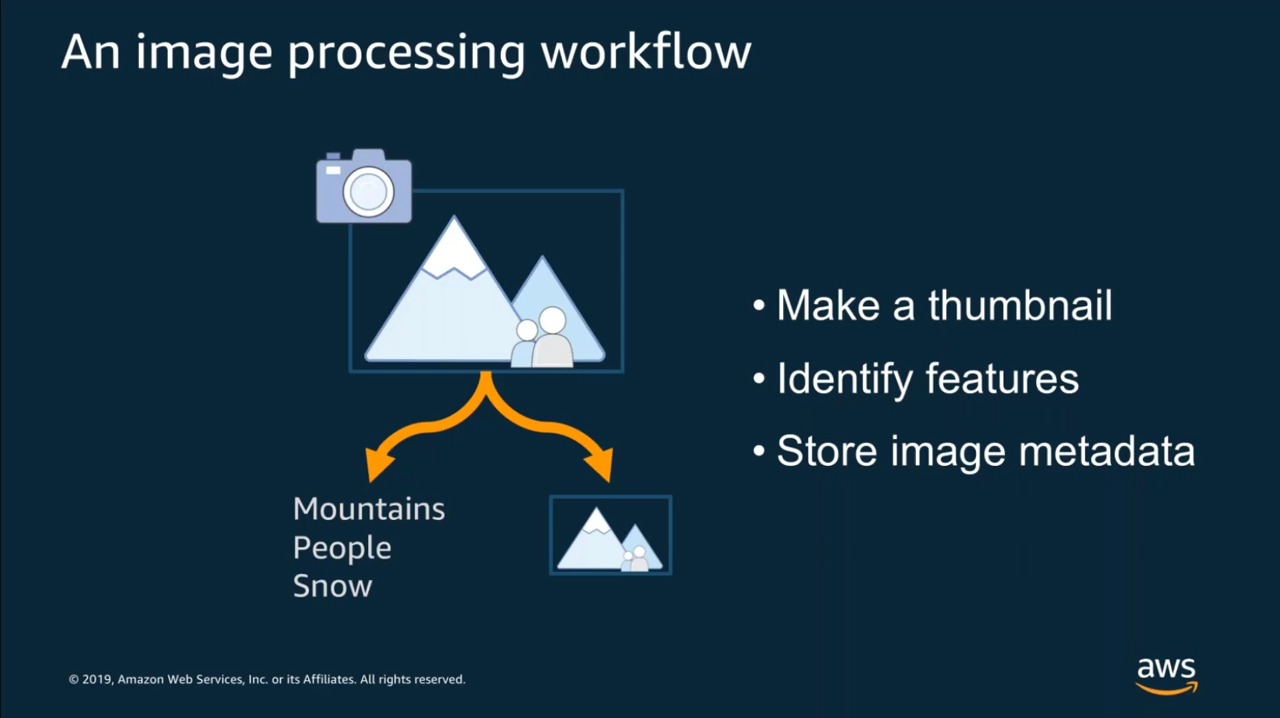 An image processing workflow
• Make a thumbnail
• Identify features
• Store image metadata
Mountains
People
Snow
© 2019, Amazon Web Services, Inc. or its Affiliates. All rights reserved.
aws